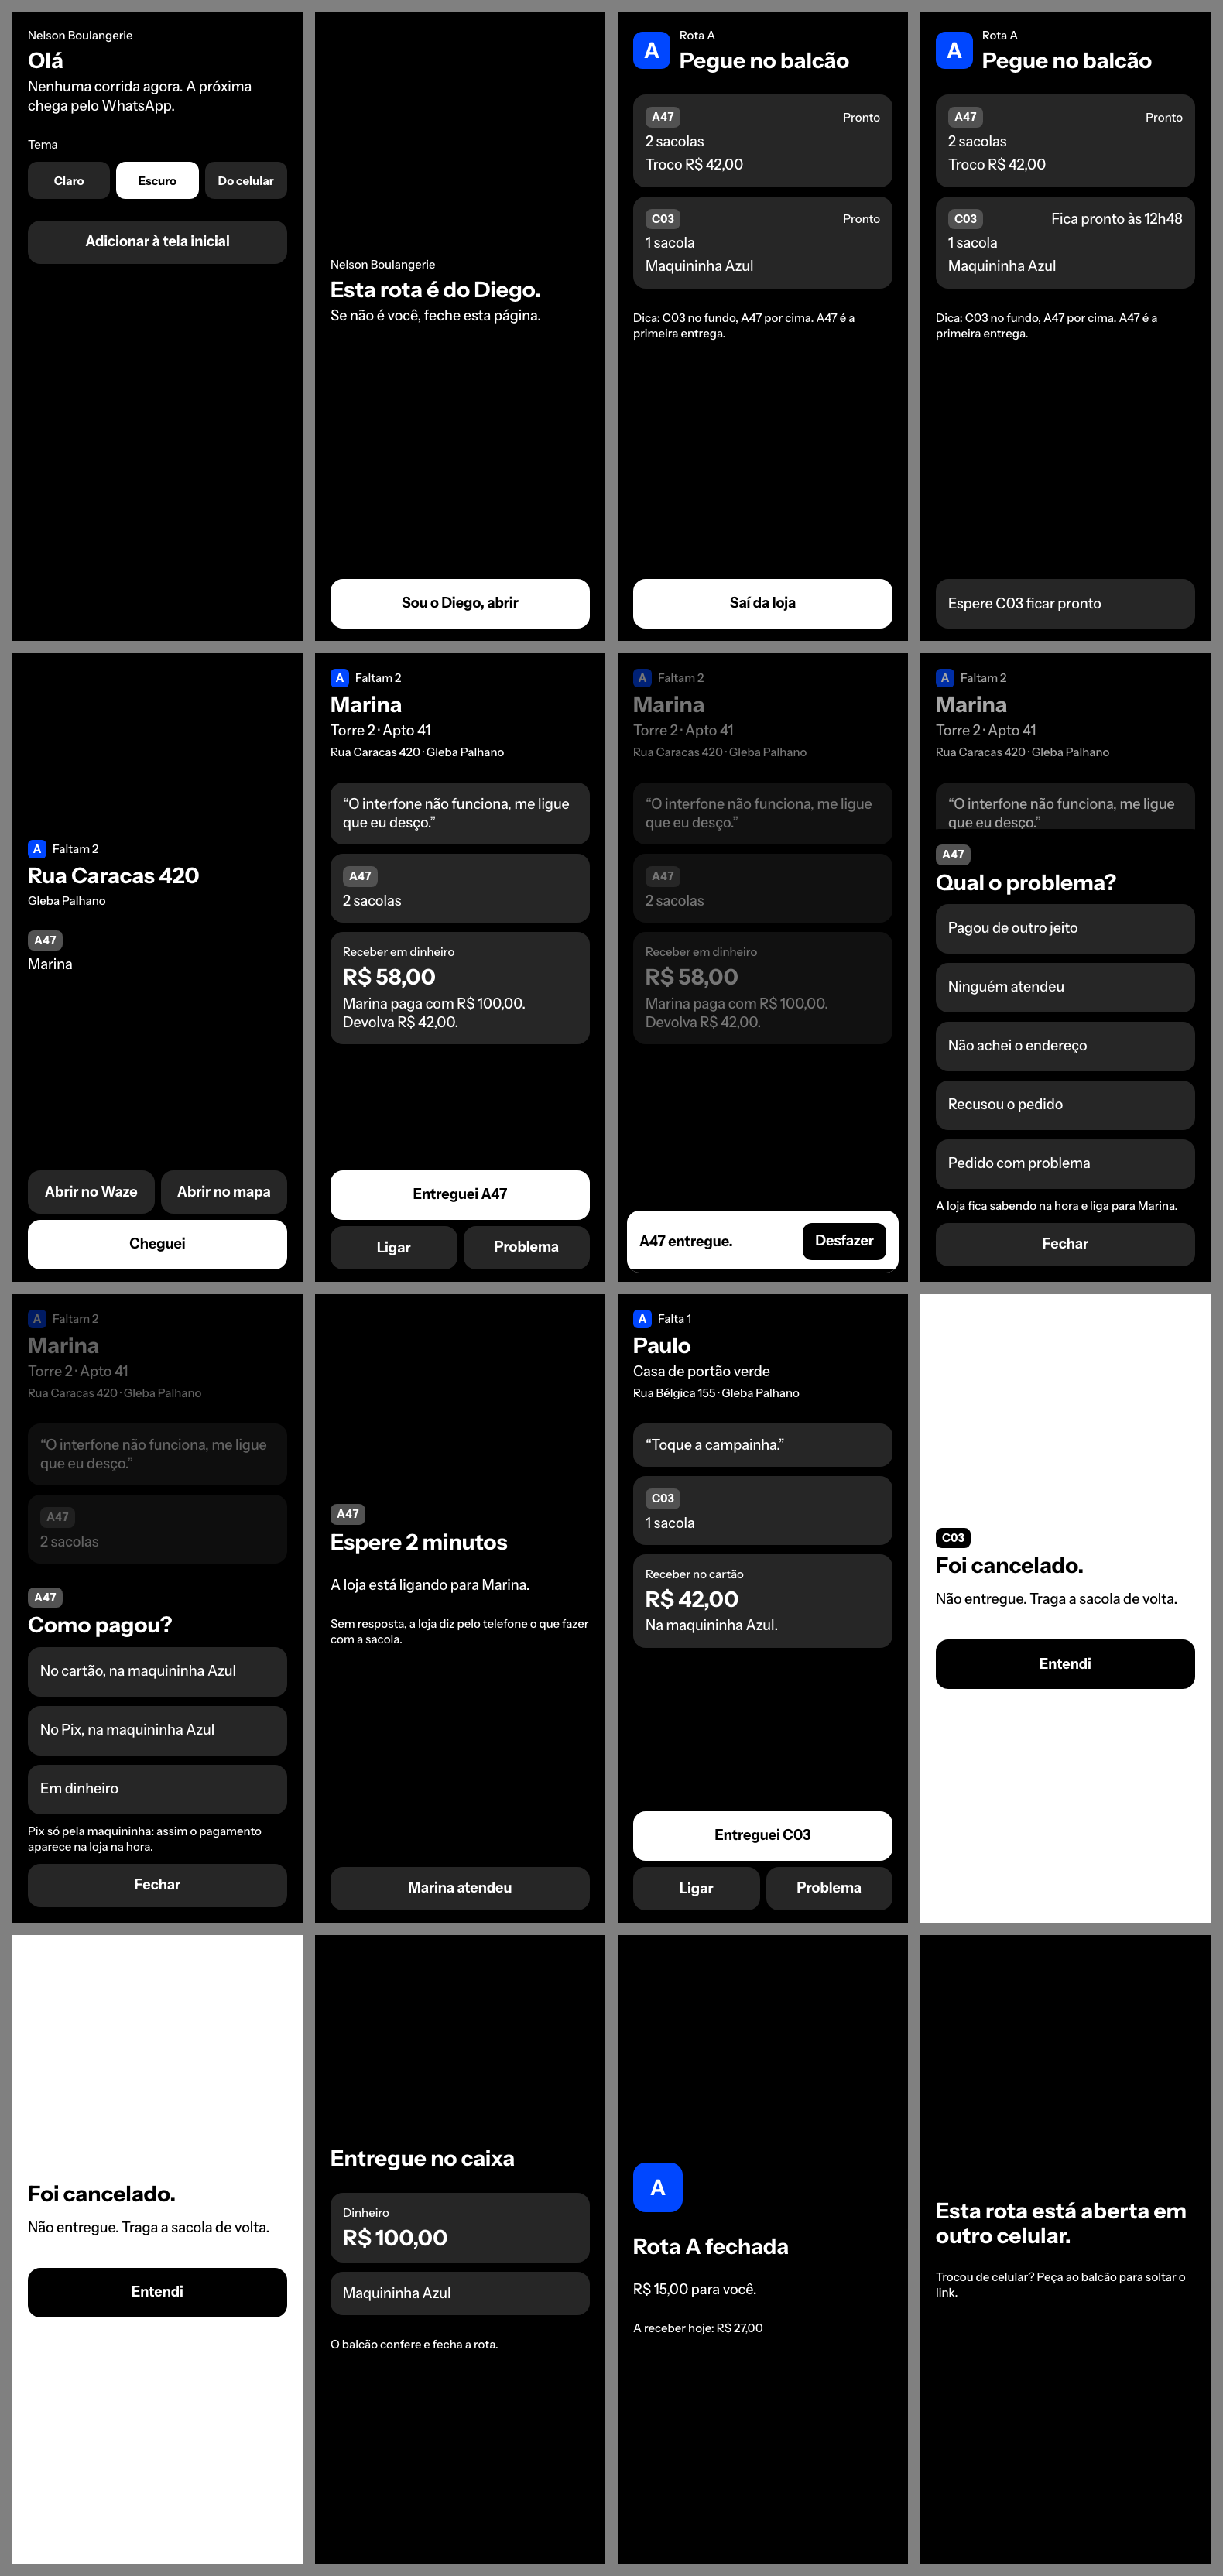 Nelson Boulangerie
Olá
Nenhuma corrida agora. A próxima
chega pelo WhatsApp.
Tema
Claro
Escuro
Do celular
Adicionar à tela inicial
Nelson Boulangerie
Esta rota é do Diego.
Se não é você, feche esta página.
Sou o Diego, abrir
A
Rota A
Pegue no balcão
A47
Pronto
2 sacolas
Troco R$ 42,00
C03
Pronto
1 sacola
Maquininha Azul
Dica: C03 no fundo, A47 por cima. A47 é a
primeira entrega.
Saí da loja
A
Rota A
Pegue no balcão
A47
Pronto
2 sacolas
Troco R$ 42,00
C03
Fica pronto às 12h48
1 sacola
Maquininha Azul
Dica: C03 no fundo, A47 por cima. A47 é a
primeira entrega.
Espere C03 ficar pronto
A
Faltam 2
Rua Caracas 420
Gleba Palhano
A47
Marina
Abrir no Waze
Abrir no mapa
Cheguei
A
Faltam 2
Marina
Torre 2 · Apto 41
Rua Caracas 420 · Gleba Palhano
“O interfone não funciona, me ligue
que eu desço.”
A47
2 sacolas
Receber em dinheiro
R$ 58,00
Marina paga com R$ 100,00.
Devolva R$ 42,00.
Entreguei A47
Ligar
Problema
A
Faltam 2
Marina
Torre 2 · Apto 41
Rua Caracas 420 · Gleba Palhano
“O interfone não funciona, me ligue
que eu desço.”
A47
2 sacolas
Receber em dinheiro
R$ 58,00
Marina paga com R$ 100,00.
Devolva R$ 42,00.
A47 entregue.
Desfazer
A
Faltam 2
Marina
Torre 2 · Apto 41
Rua Caracas 420 · Gleba Palhano
“O interfone não funciona, me ligue
que eu desço.”
A47
Qual o problema?
Pagou de outro jeito
Ninguém atendeu
Não achei o endereço
Recusou o pedido
Pedido com problema
A loja fica sabendo na hora e liga para Marina.
Fechar
A
Faltam 2
Marina
Torre 2 · Apto 41
Rua Caracas 420 · Gleba Palhano
“O interfone não funciona, me ligue
que eu desço.”
A47
2 sacolas
A47
Como pagou?
No cartão, na maquininha Azul
No Pix, na maquininha Azul
Em dinheiro
Pix só pela maquininha: assim o pagamento
aparece na loja na hora.
Fechar
A47
Espere 2 minutos
A loja está ligando para Marina.
Sem resposta, a loja diz pelo telefone o que fazer
com a sacola.
Marina atendeu
A
Falta 1
Paulo
Casa de portão verde
Rua Bélgica 155 · Gleba Palhano
“Toque a campainha.”
C03
1 sacola
Receber no cartão
R$ 42,00
Na maquininha Azul.
Entreguei C03
Ligar
Problema
C03
Foi cancelado.
Não entregue. Traga a sacola de volta.
Entendi
Foi cancelado.
Não entregue. Traga a sacola de volta.
Entendi
Entregue no caixa
Dinheiro
R$ 100,00
Maquininha Azul
O balcão confere e fecha a rota.
A
Rota A fechada
R$ 15,00 para você.
A receber hoje: R$ 27,00
Esta rota está aberta em
outro celular.
Trocou de celular? Peça ao balcão para soltar o
link.